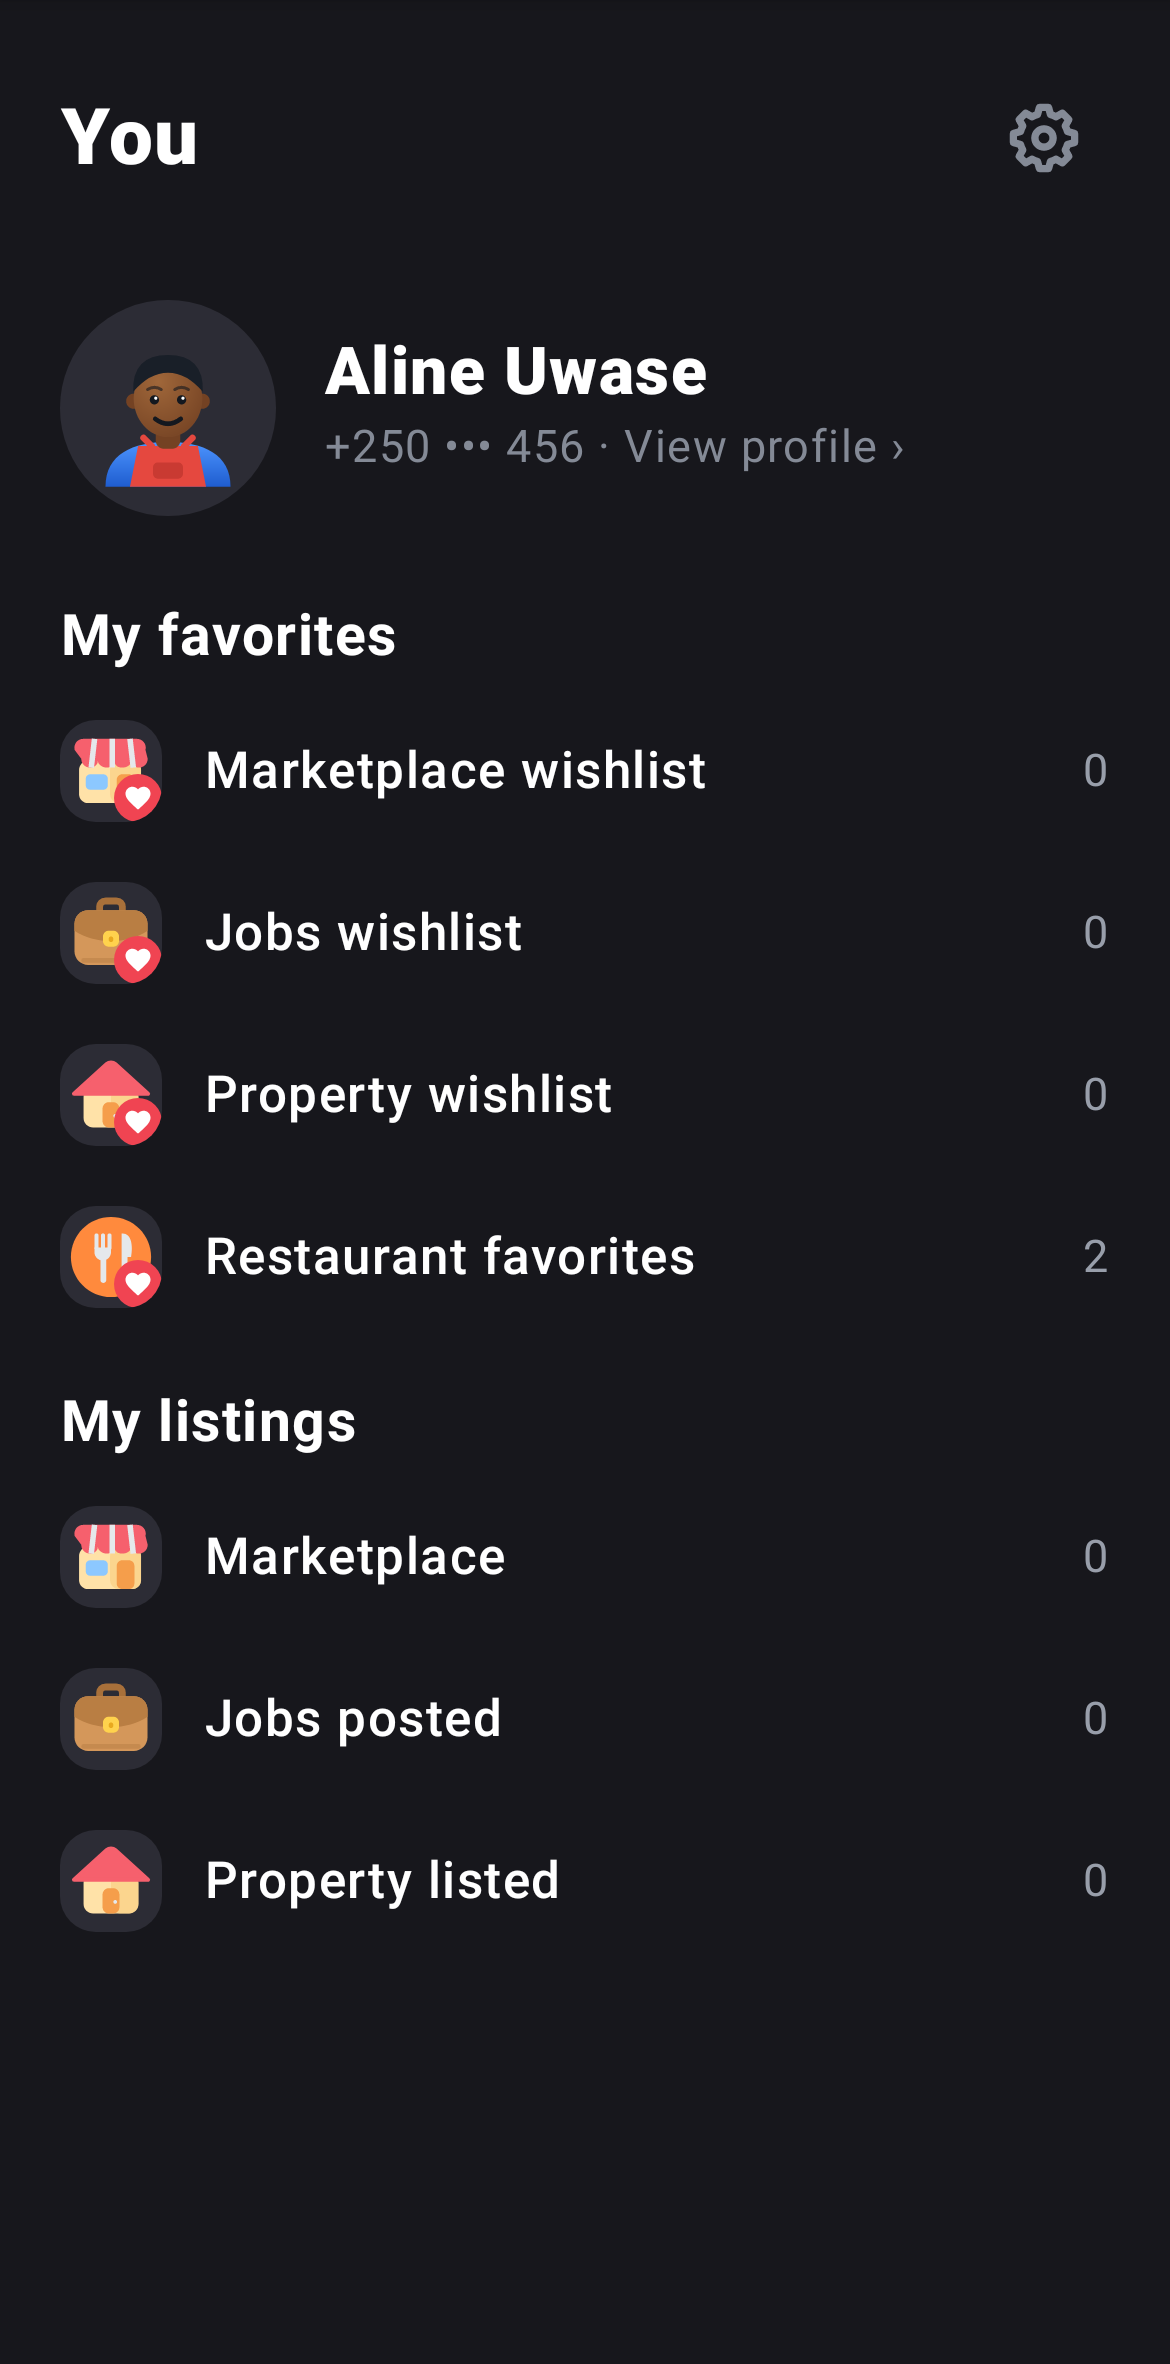 You
Aline Uwase
+250 ••• 456 · View profile ›
My favorites
Marketplace wishlist 0
Jobs wishlist 0
Property wishlist 0
Restaurant favorites 2
My listings
Marketplace 0
Jobs posted 0
Property listed 0